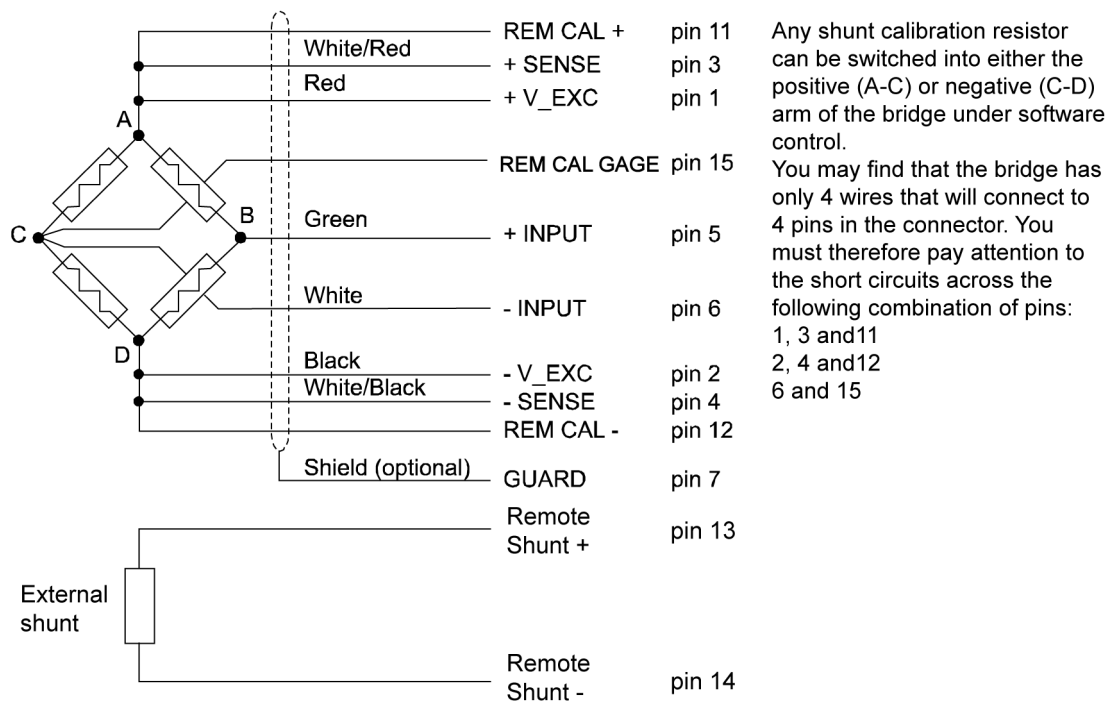 REM CAL + pin 11
White/Red
+ SENSE pin 3
Red
+ V_EXC pin 1
A
REM CAL GAGE pin 15
B
Green
C
+ INPUT pin 5
White
- INPUT pin 6
D
Black
- V_EXC pin 2
White/Black
- SENSE pin 4
REM CAL - pin 12
Shield (optional)
GUARD pin 7
Remote
Shunt + pin 13
External
shunt
Remote
Shunt - pin 14
Any shunt calibration resistor
can be switched into either the
positive (A-C) or negative (C-D)
arm of the bridge under software
control.
You may find that the bridge has
only 4 wires that will connect to
4 pins in the connector. You
must therefore pay attention to
the short circuits across the
following combination of pins:
1, 3 and11
2, 4 and12
6 and 15